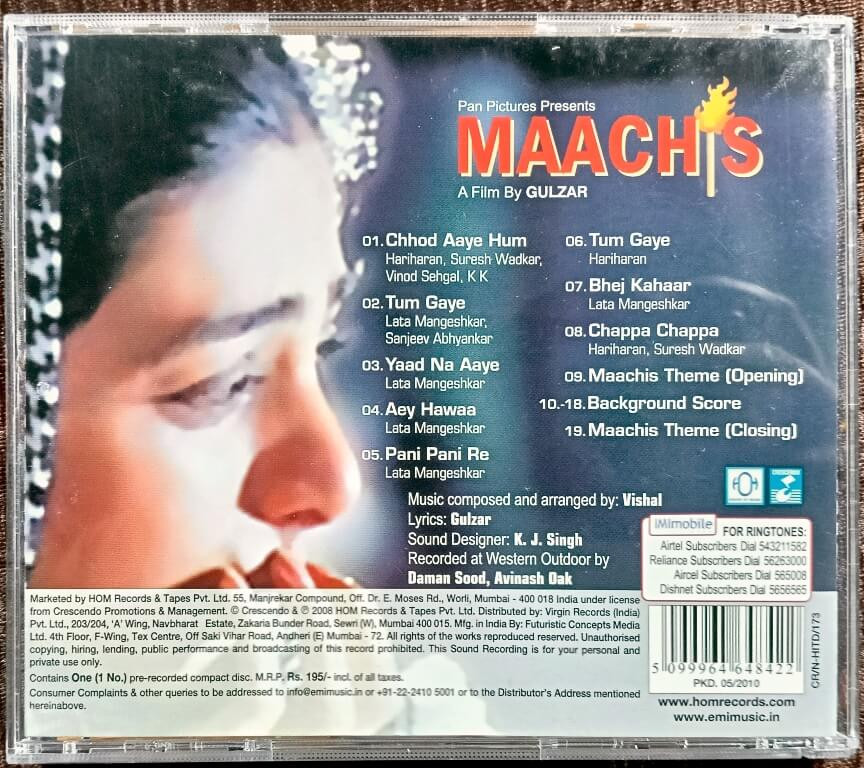 Pan Pictures Presents
MAACHIS
A Film By GULZAR
01. Chhod Aaye Hum
Hariharan, Suresh Wadkar,
Vinod Sehgal, K K
02. Tum Gaye
Lata Mangeshkar,
Sanjeev Abhyankar
03. Yaad Na Aaye
Lata Mangeshkar
04. Aey Hawaa
Lata Mangeshkar
05. Pani Pani Re
Lata Mangeshkar
06. Tum Gaye
Hariharan
07. Bhej Kahaar
Lata Mangeshkar
08. Chappa Chappa
Hariharan, Suresh Wadkar
09. Maachis Theme (Opening)
10.-18. Background Score
19. Maachis Theme (Closing)
Music composed and arranged by: Vishal
Lyrics: Gulzar
Sound Designer: K. J. Singh
Recorded at Western Outdoor by
Daman Sood, Avinash Oak
CRESCENDO
IMImobile
FOR RINGTONES:
Airtel Subscribers Dial 543211582
Reliance Subscribers Dial 56263000
Aircel Subscribers Dial 565008
Dishnet Subscribers Dial 5656565
Marketed by HOM Records & Tapes Pvt. Ltd. 55, Manjrekar Compound, Off. Dr. E. Moses Rd., Worli, Mumbai - 400 018 India under license
from Crescendo Promotions & Management. © Crescendo & ℗ 2008 HOM Records & Tapes Pvt. Ltd. Distributed by: Virgin Records (India)
Pvt. Ltd., 203/204, 'A' Wing, Navbharat Estate, Zakaria Bunder Road, Sewri (W), Mumbai 400 015. Mfg. in India By: Futuristic Concepts Media
Ltd. 4th Floor, F-Wing, Tex Centre, Off Saki Vihar Road, Andheri (E) Mumbai - 72. All rights of the works reproduced reserved. Unauthorised
copying, hiring, lending, public performance and broadcasting of this record prohibited. This Sound Recording is for your personal and
private use only.
Contains One (1 No.) pre-recorded compact disc. M.R.P. Rs. 195/- incl. of all taxes.
Consumer Complaints & other queries to be addressed to info@emimusic.in or +91-22-2410 5001 or to the Distributor's Address mentioned
hereinabove.
5 099964 648422
PKD. 05/2010
CR/N-HITD/173
www.homrecords.com
www.emimusic.in